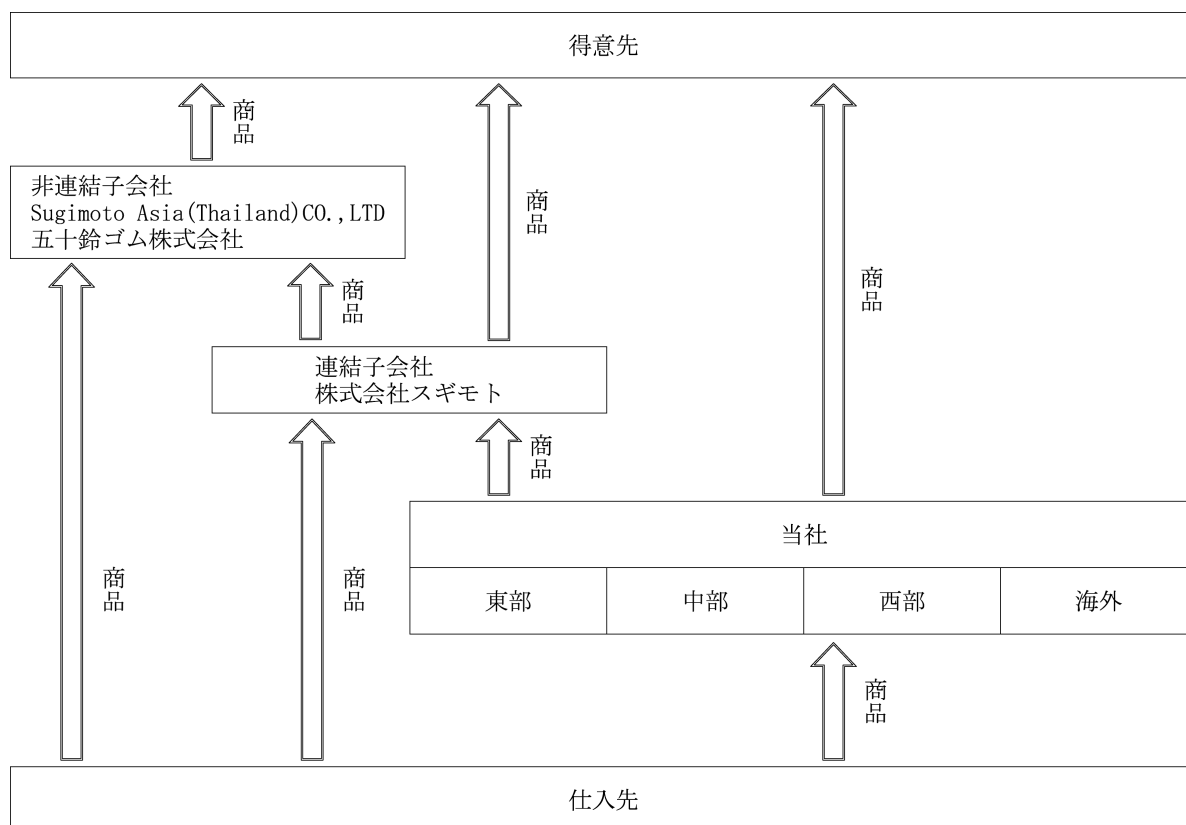 得意先
商品
商品
商品
非連結子会社
Sugimoto Asia(Thailand)CO.,LTD
五十鈴ゴム株式会社
商品
連結子会社
株式会社スギモト
商品
商品
商品
当社
東部
中部
西部
海外
商品
仕入先